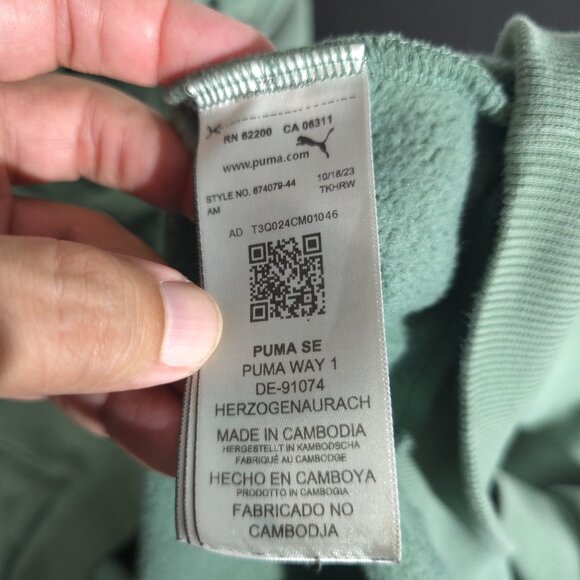 RN 62200 CA 06311
www.puma.com
STYLE NO. 674079-44 10/18/23
AM TKHRW
AD T3Q024CM01046
PUMA SE
PUMA WAY 1
DE-91074
HERZOGENAURACH
MADE IN CAMBODIA
HERGESTELLT IN KAMBODSCHA
FABRIQUÉ AU CAMBODGE
HECHO EN CAMBOYA
PRODOTTO IN CAMBOGIA
FABRICADO NO
CAMBODJA